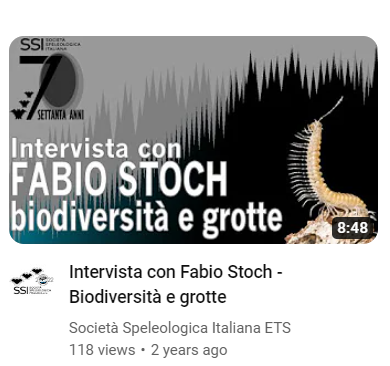 SSI SOCIETÀ
SPELEOLOGICA
ITALIANA
70
SETTANTA ANNI
Intervista con
FABIO STOCH
biodiversità e grotte
8:48
Intervista con Fabio Stoch -
Biodiversità e grotte
SSI
Società Speleologica Italiana ETS
118 views • 2 years ago